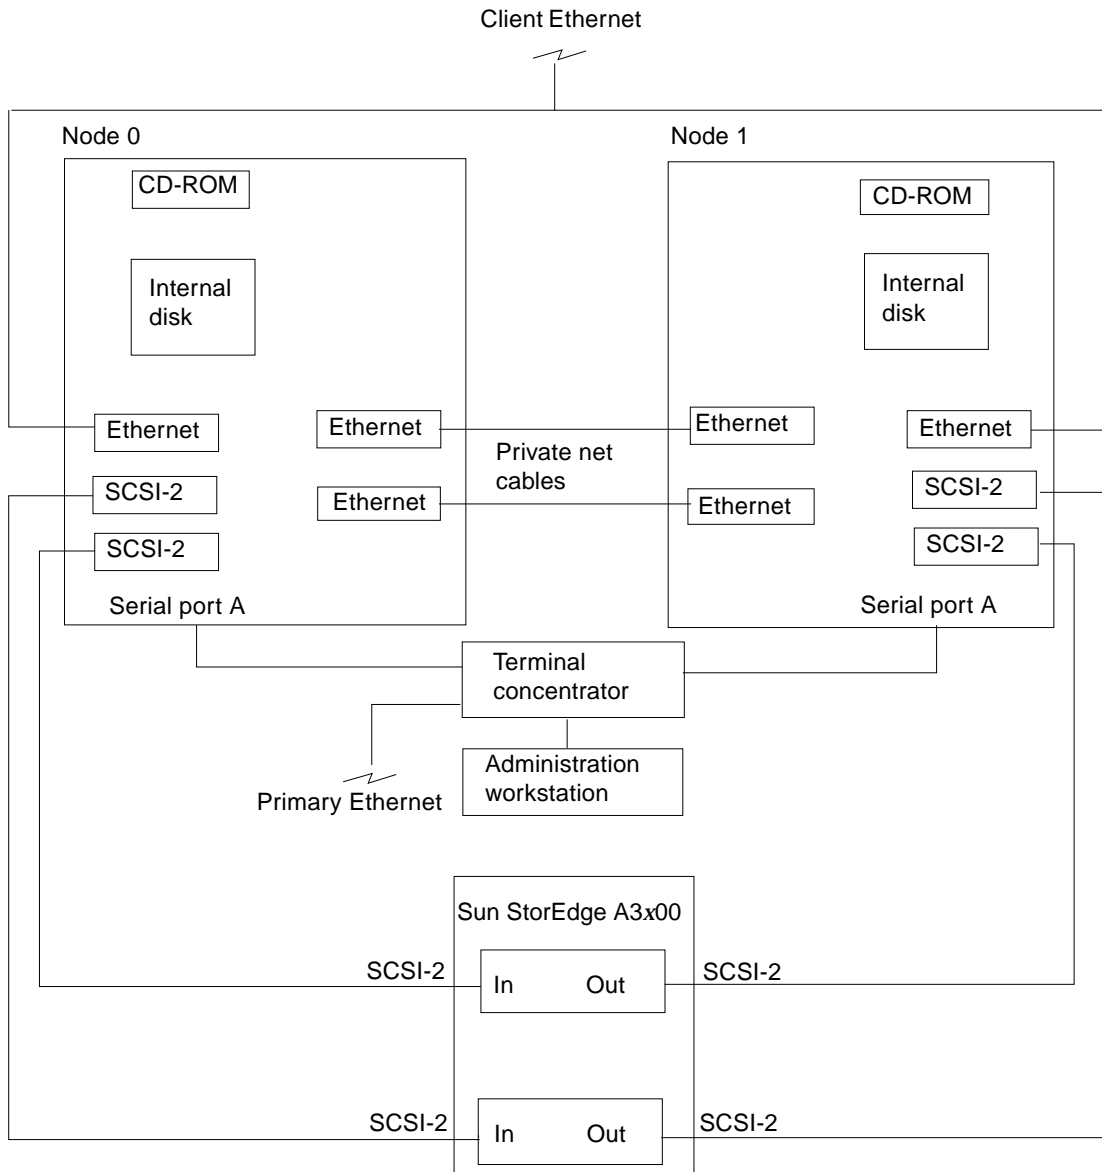 Client Ethernet
Node 0
Node 1
CD-ROM
CD-ROM
Internal
disk
Internal
disk
Ethernet
Ethernet
Ethernet
Ethernet
Private net
cables
SCSI-2
Ethernet
Ethernet
SCSI-2
SCSI-2
SCSI-2
Serial port A
Serial port A
Terminal
concentrator
Administration
workstation
Primary Ethernet
Sun StorEdge A3x00
SCSI-2
In
Out
SCSI-2
SCSI-2
In
Out
SCSI-2